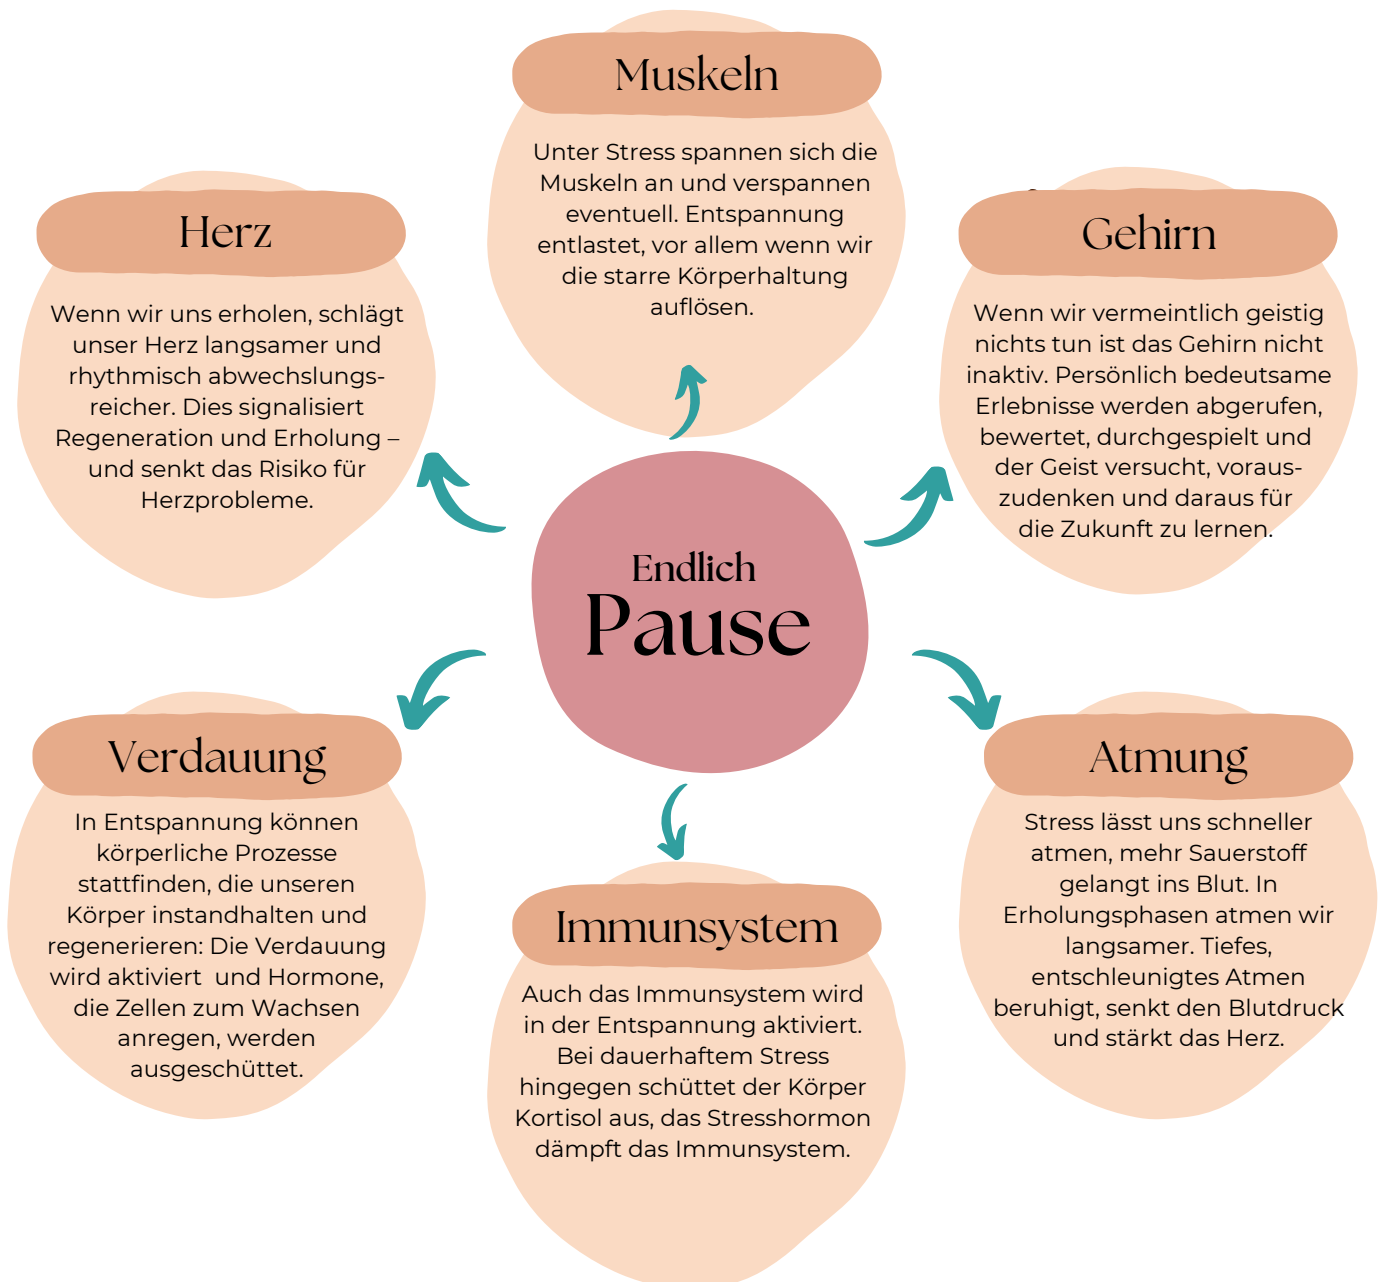 Muskeln
Unter Stress spannen sich die
Muskeln an und verspannen
eventuell. Entspannung
entlastet, vor allem wenn wir
die starre Körperhaltung
auflösen.
Herz
Wenn wir uns erholen, schlägt
unser Herz langsamer und
rhythmisch abwechslungs-
reicher. Dies signalisiert
Regeneration und Erholung –
und senkt das Risiko für
Herzprobleme.
Gehirn
Wenn wir vermeintlich geistig
nichts tun ist das Gehirn nicht
inaktiv. Persönlich bedeutsame
Erlebnisse werden abgerufen,
bewertet, durchgespielt und
der Geist versucht, voraus-
zudenken und daraus für
die Zukunft zu lernen.
Endlich
Pause
Verdauung
In Entspannung können
körperliche Prozesse
stattfinden, die unseren
Körper instandhalten und
regenerieren: Die Verdauung
wird aktiviert  und Hormone,
die Zellen zum Wachsen
anregen, werden
ausgeschüttet.
Atmung
Stress lässt uns schneller
atmen, mehr Sauerstoff
gelangt ins Blut. In
Erholungsphasen atmen wir
langsamer. Tiefes,
entschleunigtes Atmen
beruhigt, senkt den Blutdruck
und stärkt das Herz.
Immunsystem
Auch das Immunsystem wird
in der Entspannung aktiviert.
Bei dauerhaftem Stress
hingegen schüttet der Körper
Kortisol aus, das Stresshormon
dämpft das Immunsystem.